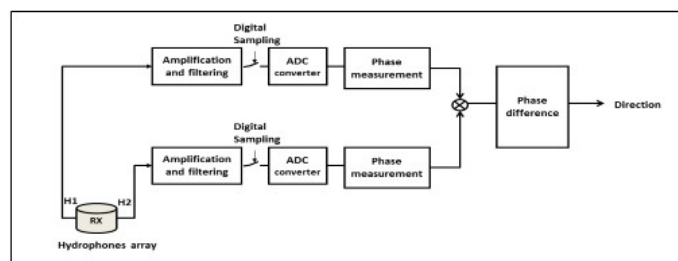 Digital
Sampling
Amplification
and filtering
ADC
converter
Phase
measurement
Phase
difference
Direction
Digital
Sampling
Amplification
and filtering
ADC
converter
Phase
measurement
H1
H2
RX
Hydrophones array